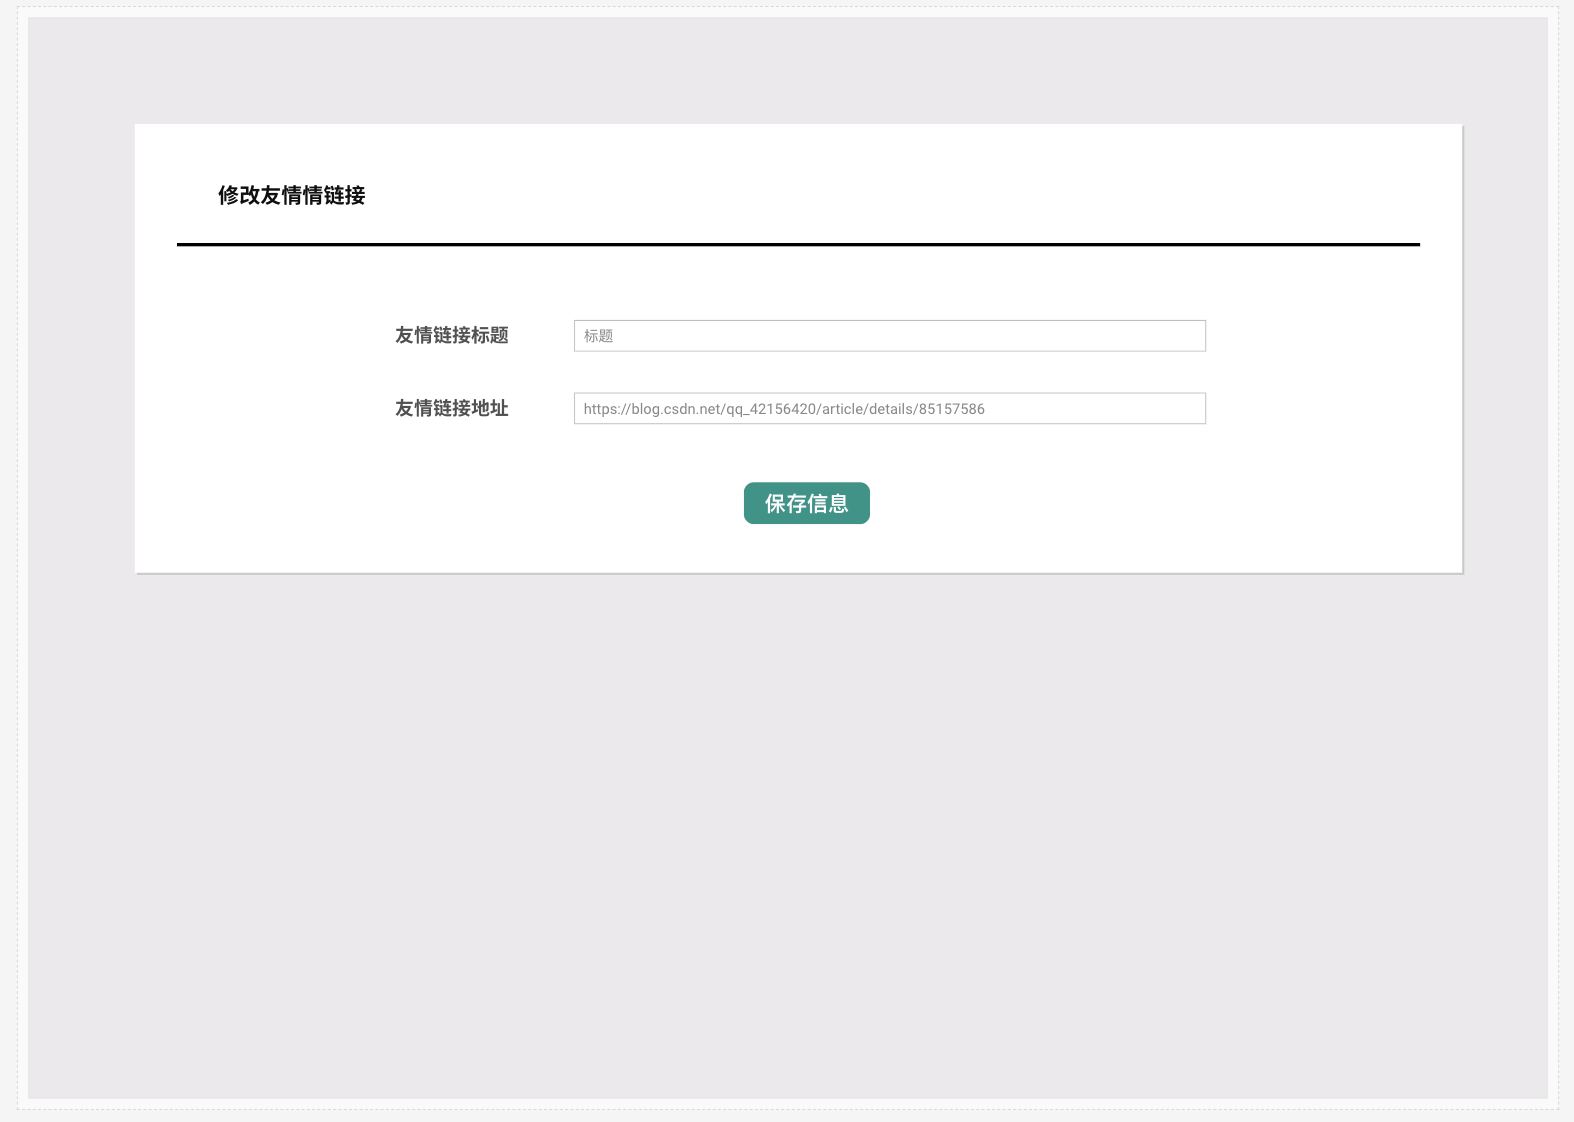 修改友情情链接
友情链接标题
标题
友情链接地址
https://blog.csdn.net/qq_42156420/article/details/85157586
保存信息